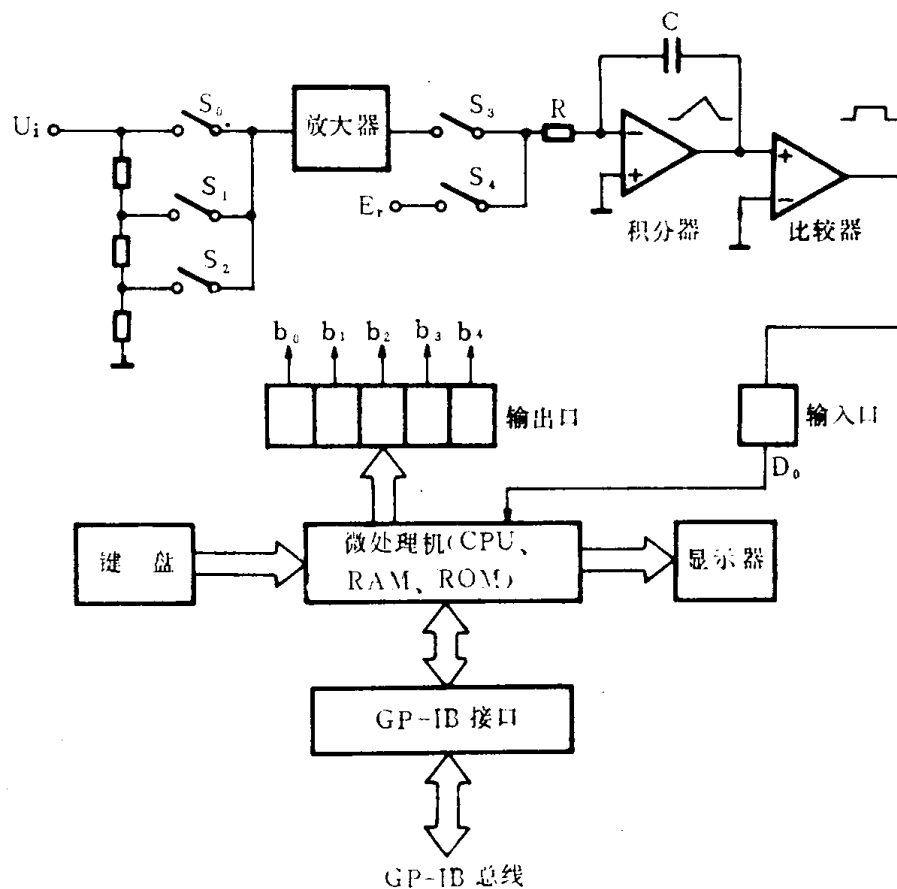 C
S₀
S₃
R
Uᵢ
放大器
S₁
S₄
Eᵣ
S₂
−
+
+
−
积分器
比较器
b₀ b₁ b₂ b₃ b₄
输出口
输入口
D₀
键 盘
微处理机(CPU、
RAM、ROM)
显示器
GP-IB 接口
GP-IB 总线